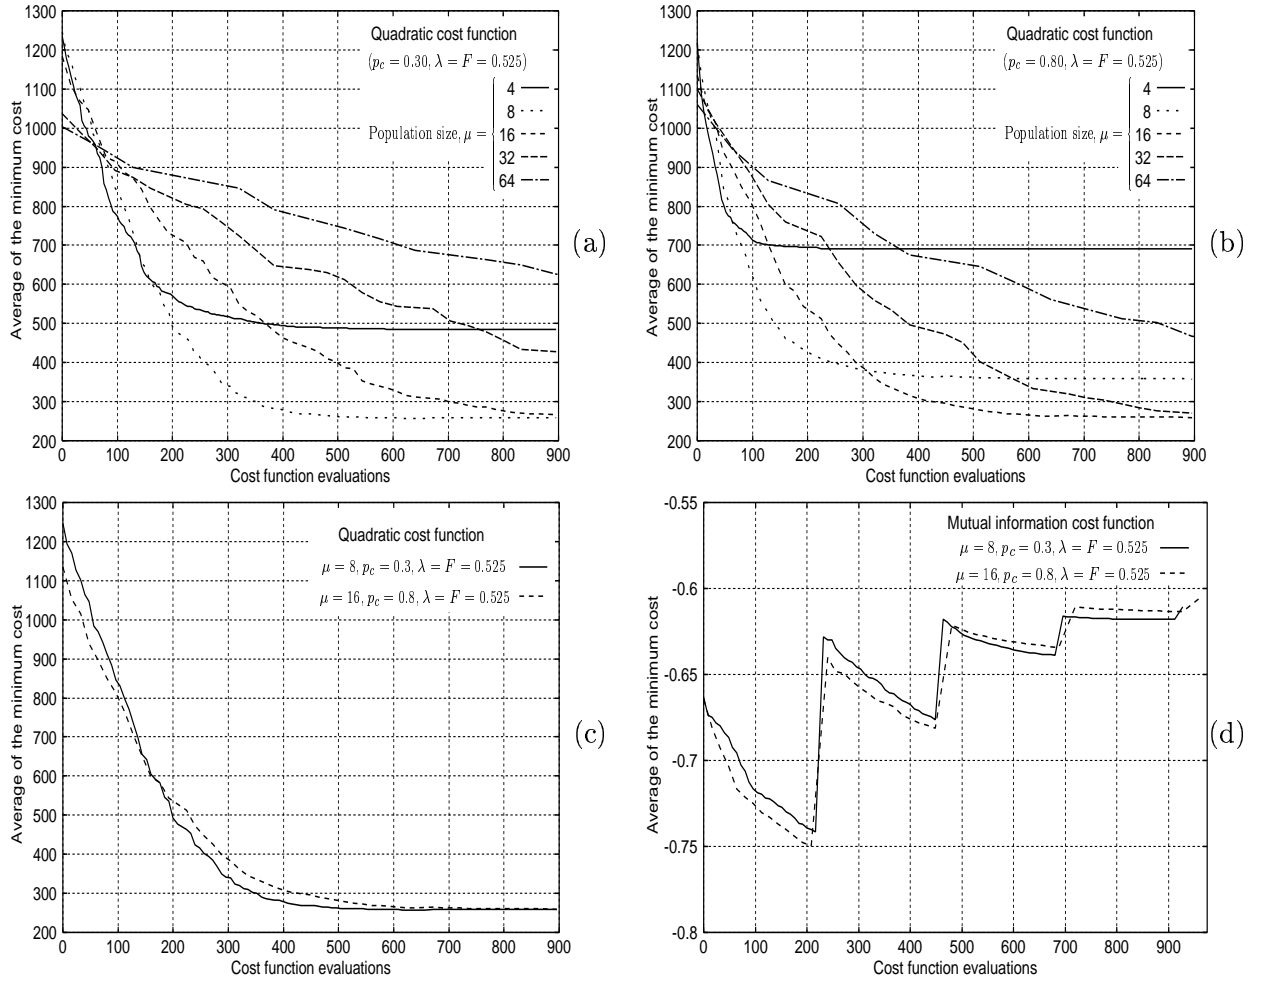 1300
1200
1100
1000
900
800
700
600
500
400
300
200
0 100 200 300 400 500 600 700 800 900
Average of the minimum cost
Cost function evaluations
Quadratic cost function
(p_c = 0.30, λ = F = 0.525)
Population size, μ =
4
8
16
32
64
(a)
1300
1200
1100
1000
900
800
700
600
500
400
300
200
0 100 200 300 400 500 600 700 800 900
Average of the minimum cost
Cost function evaluations
Quadratic cost function
(p_c = 0.80, λ = F = 0.525)
Population size, μ =
4
8
16
32
64
(b)
1300
1200
1100
1000
900
800
700
600
500
400
300
200
0 100 200 300 400 500 600 700 800 900
Average of the minimum cost
Cost function evaluations
Quadratic cost function
μ = 8, p_c = 0.3, λ = F = 0.525
μ = 16, p_c = 0.8, λ = F = 0.525
(c)
-0.55
-0.6
-0.65
-0.7
-0.75
-0.8
0 100 200 300 400 500 600 700 800 900
Average of the minimum cost
Cost function evaluations
Mutual information cost function
μ = 8, p_c = 0.3, λ = F = 0.525
μ = 16, p_c = 0.8, λ = F = 0.525
(d)